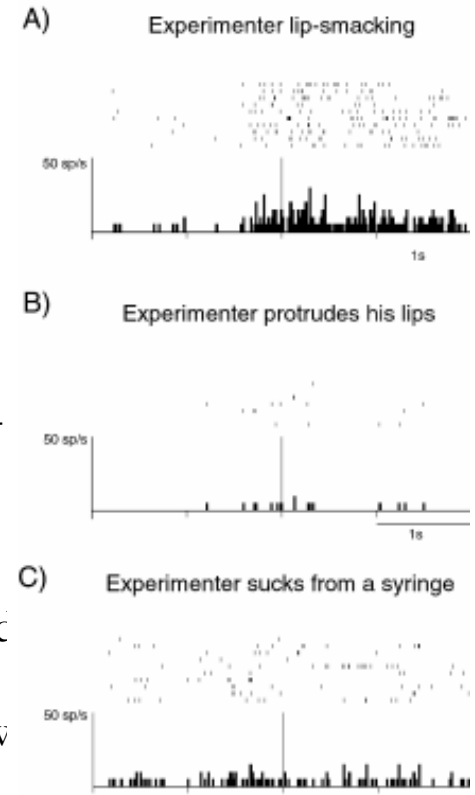 A)
Experimenter lip-smacking
50 sp/s
1s
B)
Experimenter protrudes his lips
50 sp/s
1s
C)
Experimenter sucks from a syringe
50 sp/s